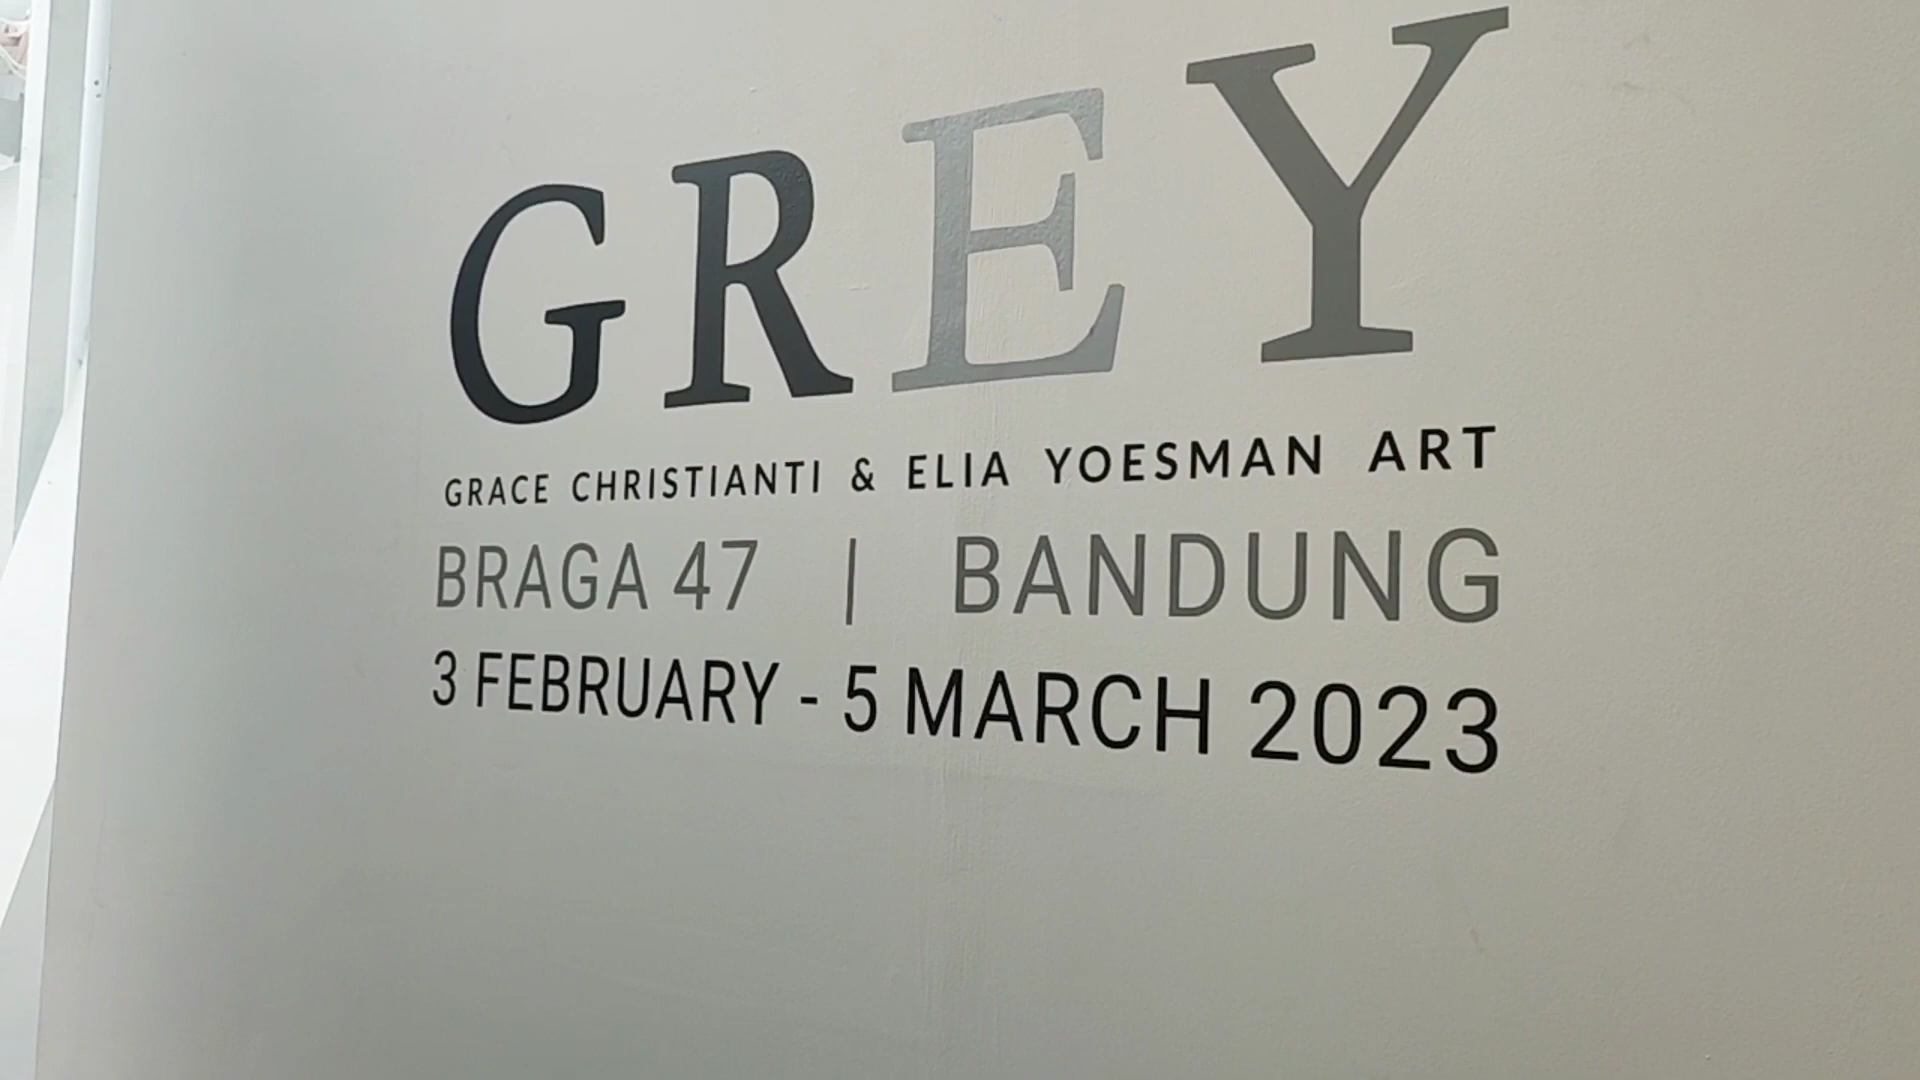 GREY
GRACE CHRISTIANTI & ELIA YOESMAN ART
BRAGA 47 | BANDUNG
3 FEBRUARY - 5 MARCH 2023